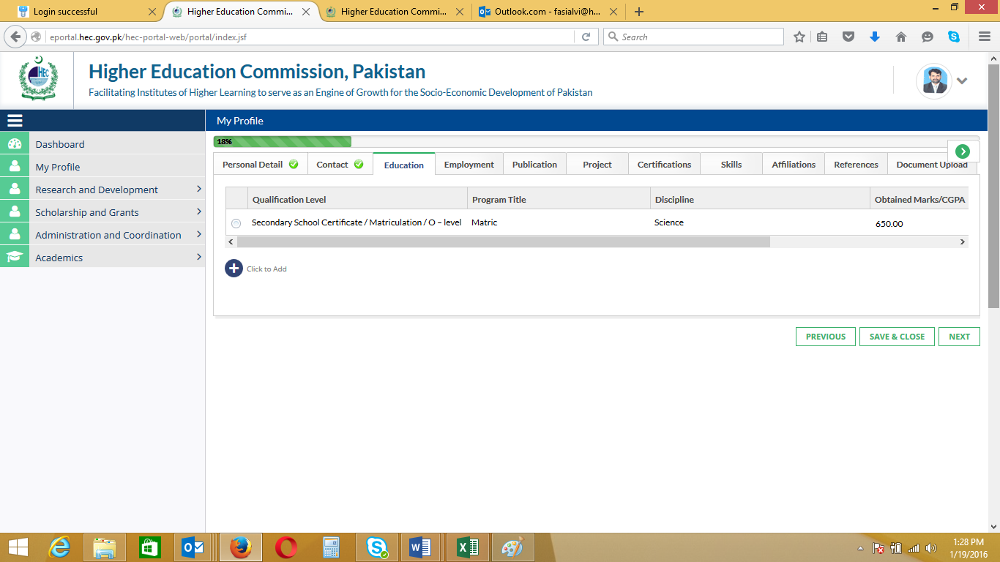 Login successful
Higher Education Commi...
Higher Education Commi...
Outlook.com - fasialvi@h...
eportal.hec.gov.pk/hec-portal-web/portal/index.jsf
Search
HEC
Higher Education Commission, Pakistan
Facilitating Institutes of Higher Learning to serve as an Engine of Growth for the Socio-Economic Development of Pakistan
My Profile
Dashboard
My Profile
Research and Development
Scholarship and Grants
Administration and Coordination
Academics
18%
Personal Detail Contact Education Employment Publication Project Certifications Skills Affiliations References Document Upload
Qualification Level Program Title Discipline Obtained Marks/CGPA
Secondary School Certificate / Matriculation / O – level Matric Science 650.00
Click to Add
PREVIOUS SAVE & CLOSE NEXT
1:28 PM
1/19/2016